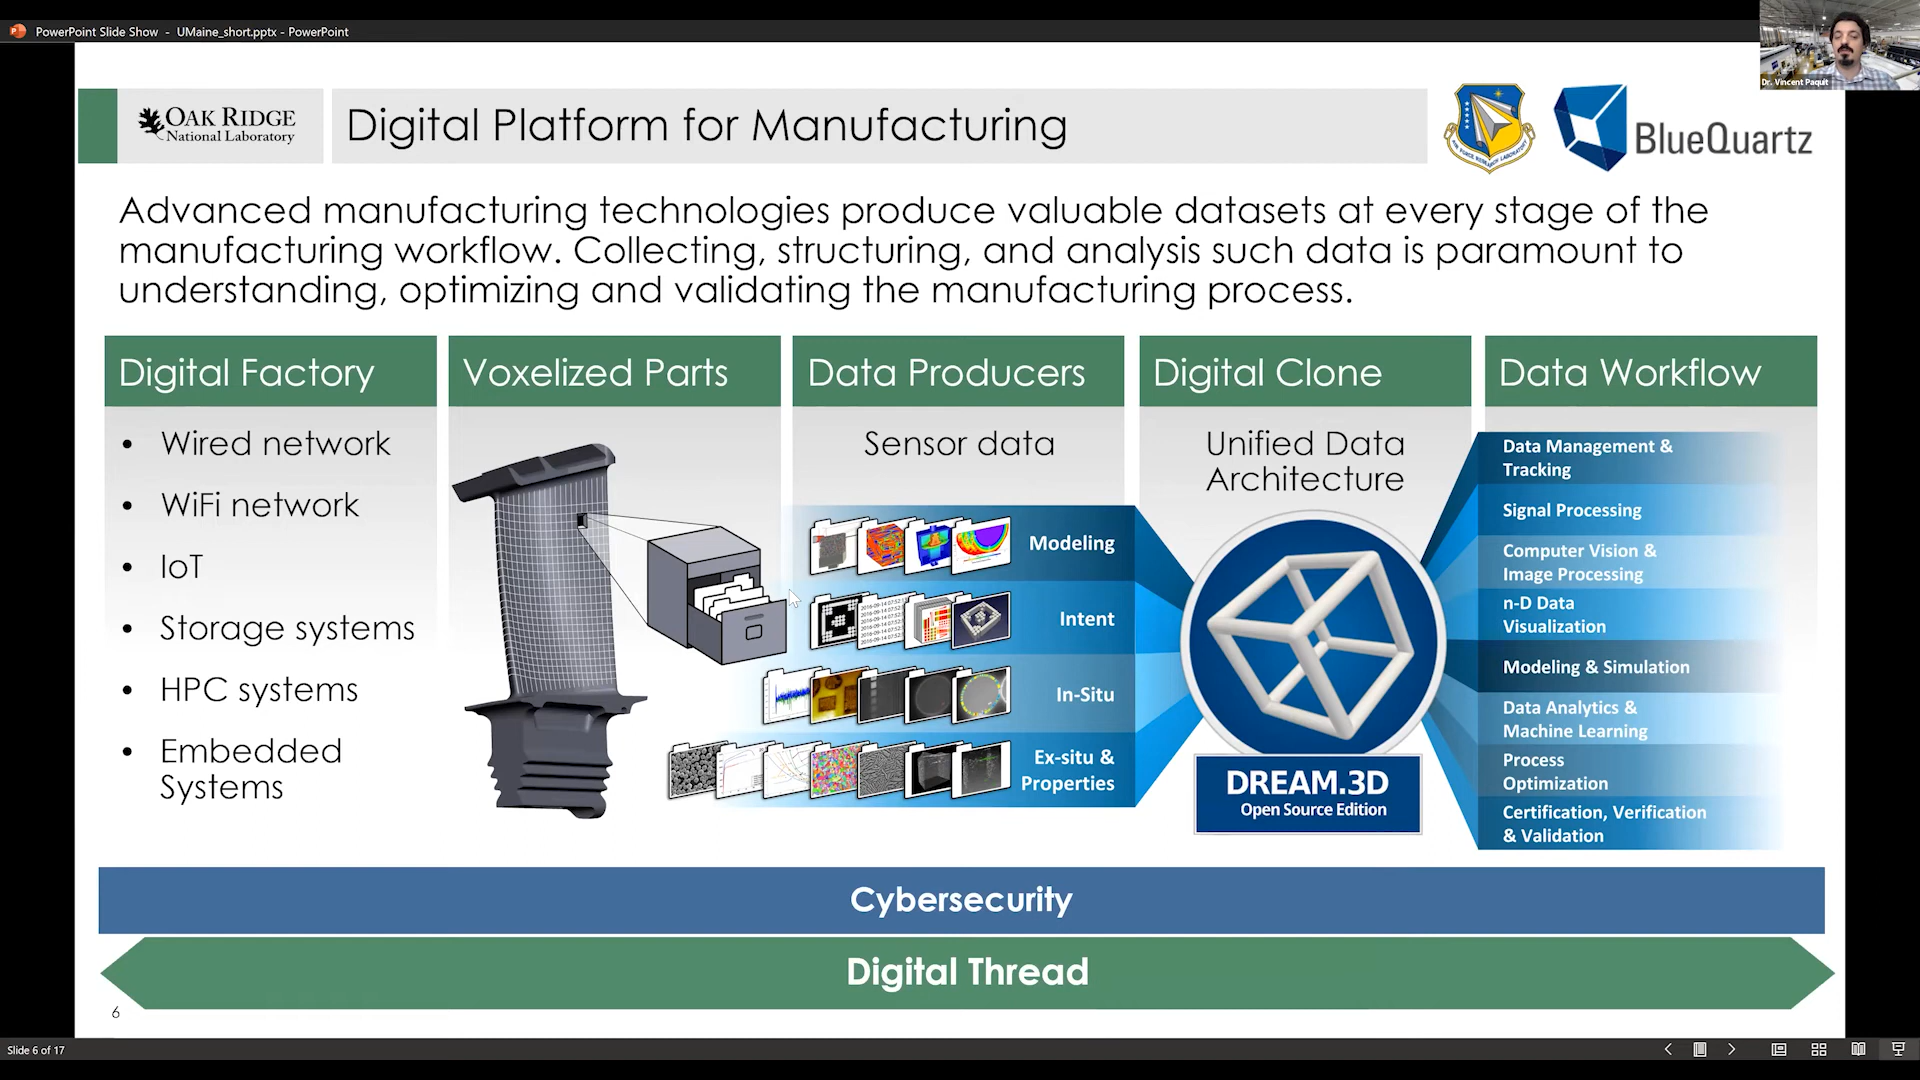 PowerPoint Slide Show - UMaine_short.pptx - PowerPoint
Dr. Vincent Paquit
OAK RIDGE
National Laboratory
Digital Platform for Manufacturing
AIR FORCE RESEARCH LABORATORY
BlueQuartz
Advanced manufacturing technologies produce valuable datasets at every stage of the
manufacturing workflow. Collecting, structuring, and analysis such data is paramount to
understanding, optimizing and validating the manufacturing process.
Digital Factory
• Wired network
• WiFi network
• IoT
• Storage systems
• HPC systems
• Embedded
Systems
Voxelized Parts
Data Producers
Sensor data
Modeling
Intent
In-Situ
Ex-situ &
Properties
Digital Clone
Unified Data
Architecture
DREAM.3D
Open Source Edition
Data Workflow
Data Management &
Tracking
Signal Processing
Computer Vision &
Image Processing
n-D Data
Visualization
Modeling & Simulation
Data Analytics &
Machine Learning
Process
Optimization
Certification, Verification
& Validation
Cybersecurity
Digital Thread
6
Slide 6 of 17